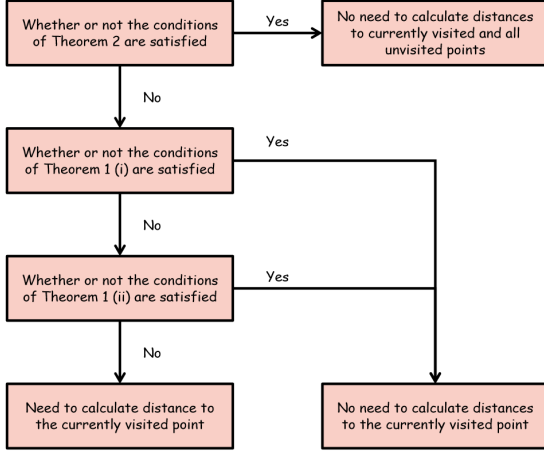 Whether or not the conditions
of Theorem 2 are satisfied
Yes
No need to calculate distances
to currently visited and all
unvisited points
No
Whether or not the conditions
of Theorem 1 (i) are satisfied
Yes
No
Whether or not the conditions
of Theorem 1 (ii) are satisfied
Yes
No
Need to calculate distance to
the currently visited point
No need to calculate distances
to the currently visited point